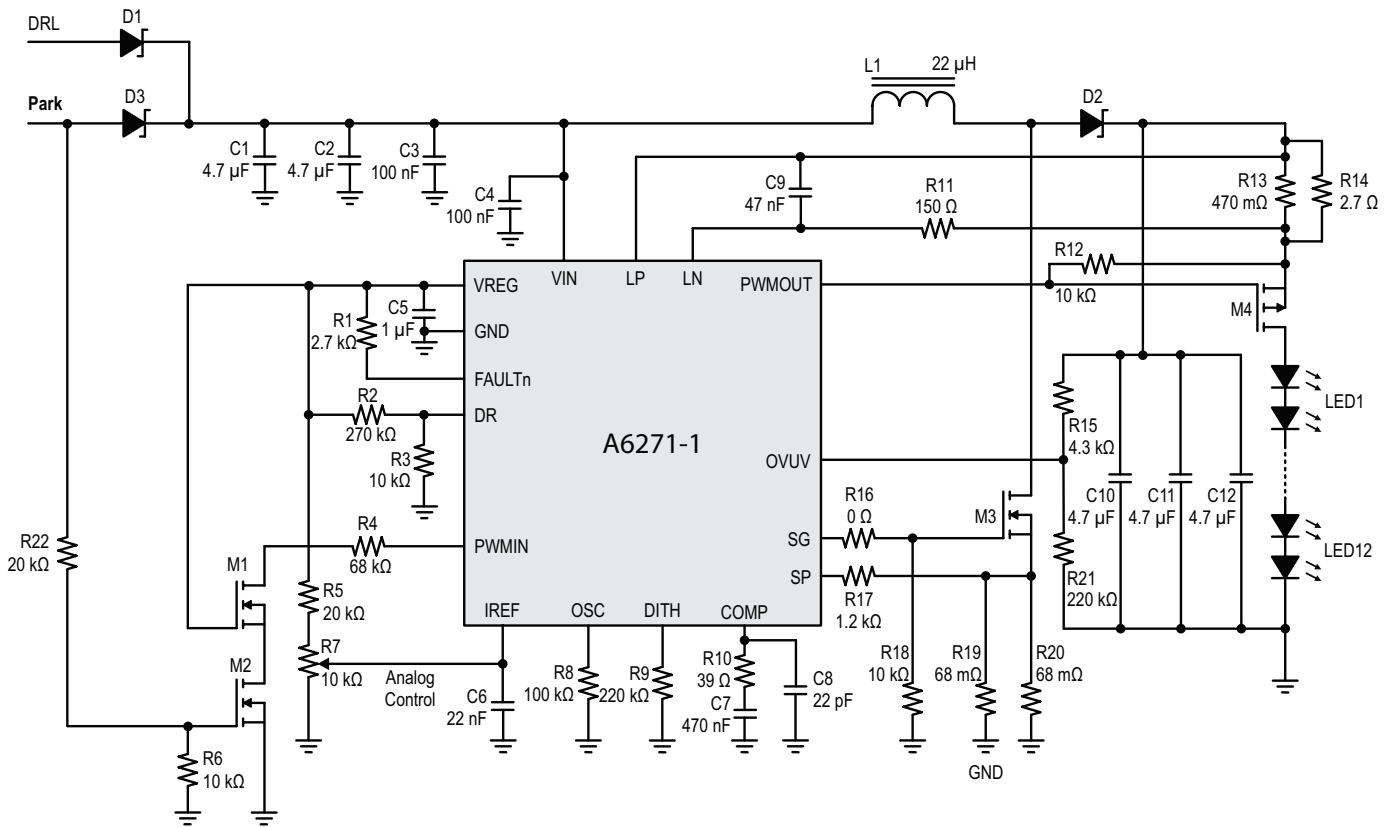 DRL
D1
Park
D3
L1
22 µH
D2
C1
4.7 µF
C2
4.7 µF
C3
100 nF
C4
100 nF
C9
47 nF
R11
150 Ω
R13
470 mΩ
R14
2.7 Ω
R12
10 kΩ
M4
VREG
VIN
LP
LN
PWMOUT
C5
1 µF
GND
R1
2.7 kΩ
FAULTn
R2
270 kΩ
DR
R3
10 kΩ
A6271-1
OVUV
R15
4.3 kΩ
LED1
C10
4.7 µF
C11
4.7 µF
C12
4.7 µF
LED12
R16
0 Ω
M3
SG
SP
R17
1.2 kΩ
R21
220 kΩ
R22
20 kΩ
R4
68 kΩ
PWMIN
M1
R5
20 kΩ
IREF
OSC
DITH
COMP
M2
R7
10 kΩ
Analog
Control
C6
22 nF
R8
100 kΩ
R9
220 kΩ
R10
39 Ω
C7
470 nF
C8
22 pF
R18
10 kΩ
R19
68 mΩ
R20
68 mΩ
GND
R6
10 kΩ